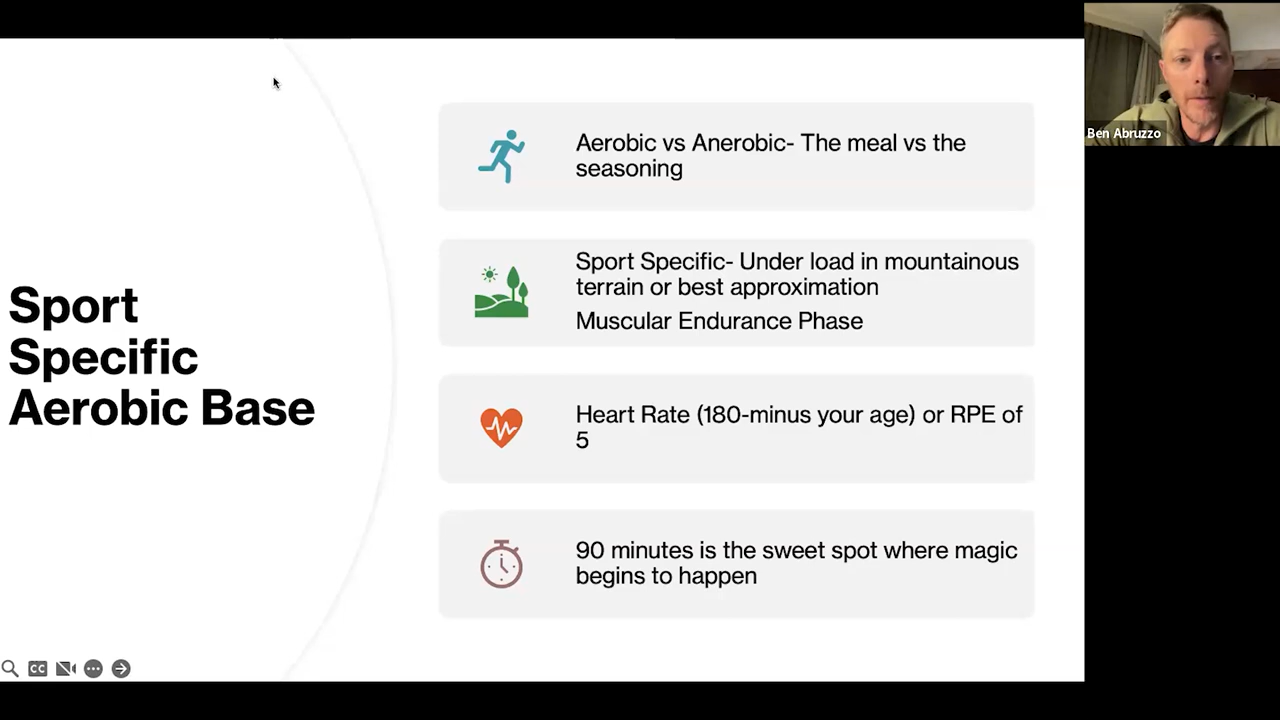 Sport
Specific
Aerobic Base
Aerobic vs Anerobic- The meal vs the
seasoning
Sport Specific- Under load in mountainous
terrain or best approximation
Muscular Endurance Phase
Heart Rate (180-minus your age) or RPE of
5
90 minutes is the sweet spot where magic
begins to happen
CC
Ben Abruzzo